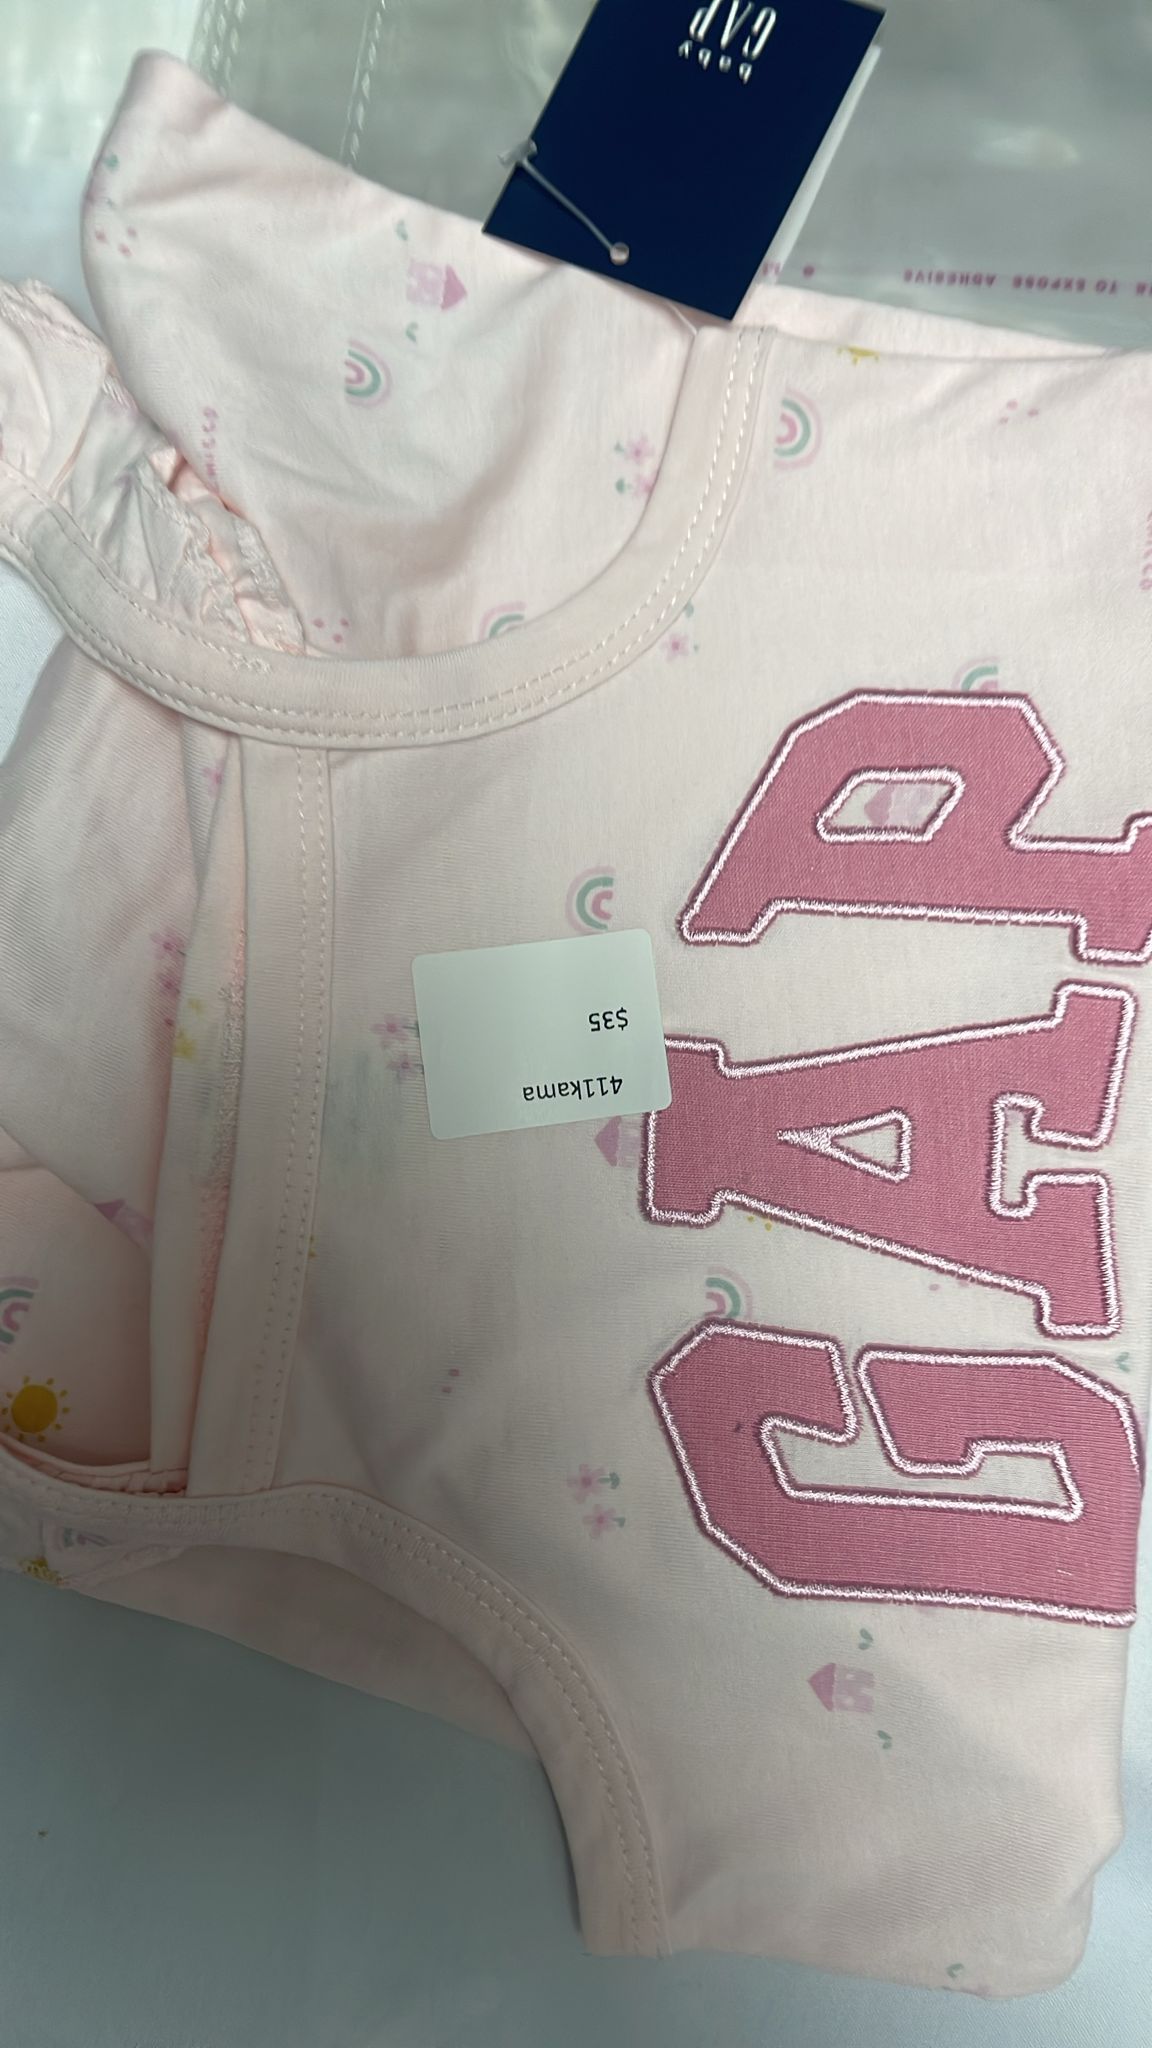 baby
GAP
TO EXPOSE ADHESIVE
GAP
411kama
$35